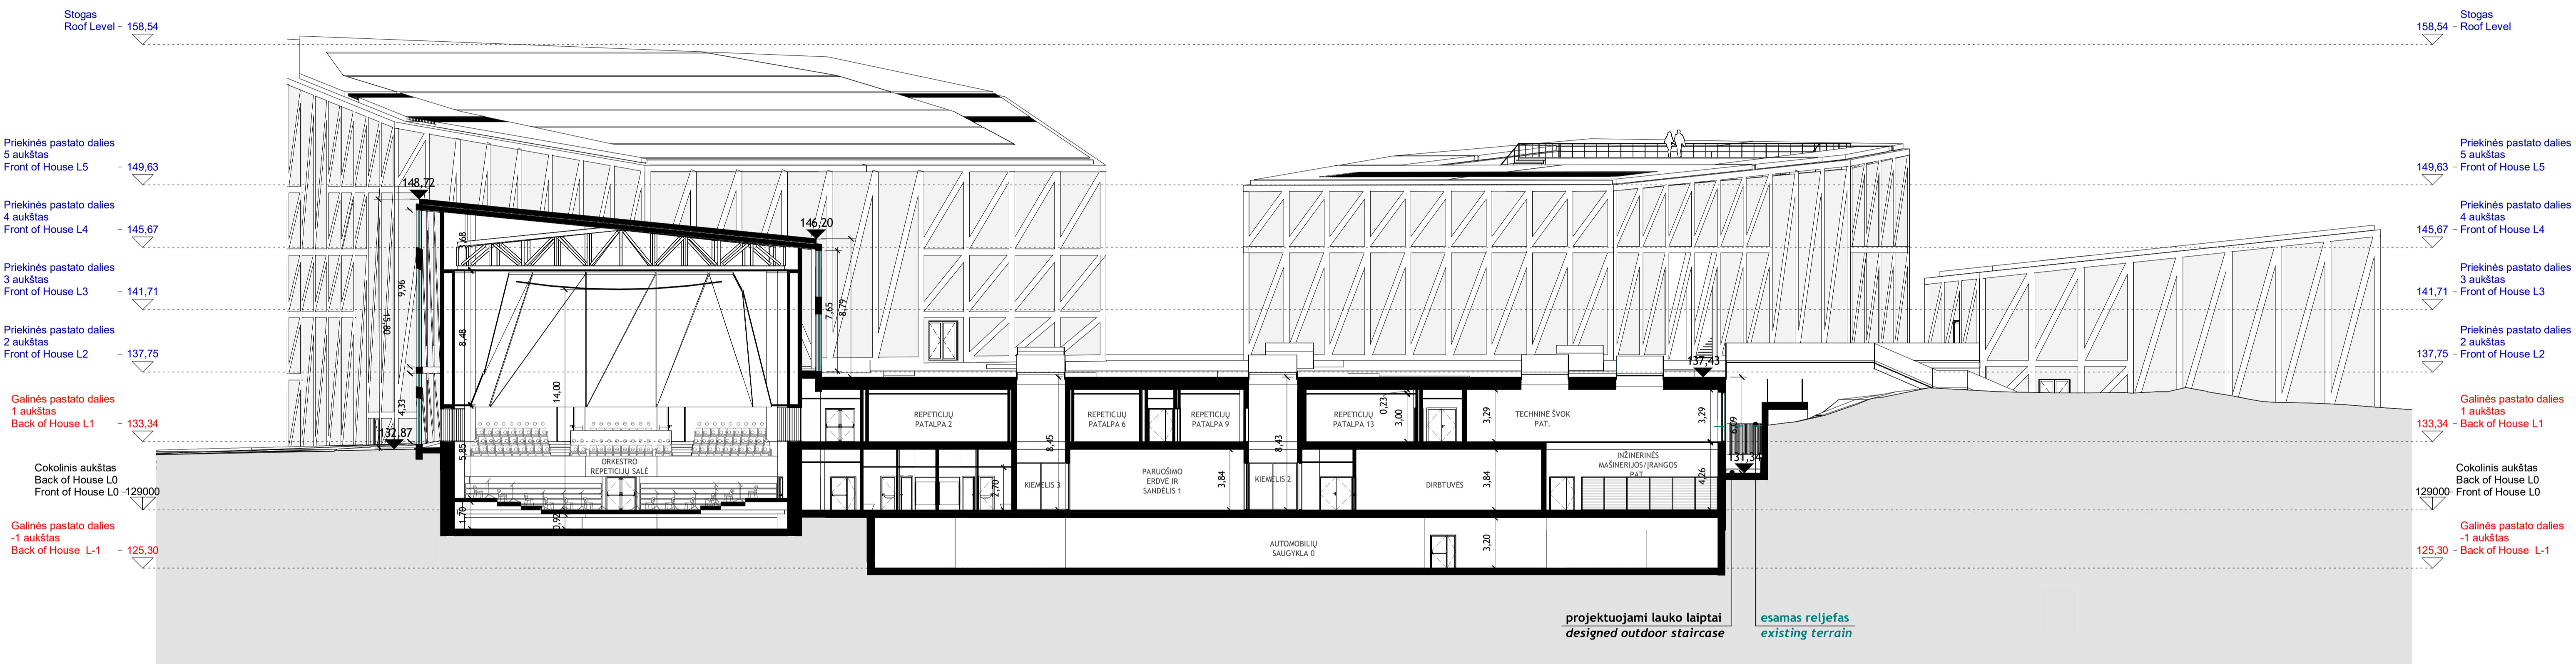 Stogas
Roof Level - 158,54
Priekinės pastato dalies
5 aukštas
Front of House L5 - 149,63
Priekinės pastato dalies
4 aukštas
Front of House L4 - 145,67
Priekinės pastato dalies
3 aukštas
Front of House L3 - 141,71
Priekinės pastato dalies
2 aukštas
Front of House L2 - 137,75
Galinės pastato dalies
1 aukštas
Back of House L1 - 133,34
Cokolinis aukštas
Back of House L0
Front of House L0 -129000
Galinės pastato dalies
-1 aukštas
Back of House L-1 - 125,30
148,72
146,20
132,87
137,43
131,34
3,68
9,96
15,80
8,48
4,33
14,00
5,85
1,70
0,92
7,65
8,79
ORKESTRO
REPETICIJŲ SALĖ
REPETICIJŲ
PATALPA 2
REPETICIJŲ
PATALPA 6
REPETICIJŲ
PATALPA 9
REPETICIJŲ
PATALPA 13
TECHNINĖ ŠVOK
PAT.
0,23
3,00
3,29
3,29
6,09
8,45
8,43
2,70
KIEMELIS 3
PARUOŠIMO
ERDVĖ IR
SANDĖLIS 1
3,84
KIEMELIS 2
DIRBTUVĖS
3,84
INŽINERINĖS
MAŠINERIJOS/ĮRANGOS
PAT.
4,26
AUTOMOBILIŲ
SAUGYKLA 0
3,20
projektuojami lauko laiptai
designed outdoor staircase
esamas reljefas
existing terrain
Stogas
158,54 - Roof Level
Priekinės pastato dalies
5 aukštas
149,63 - Front of House L5
Priekinės pastato dalies
4 aukštas
145,67 - Front of House L4
Priekinės pastato dalies
3 aukštas
141,71 - Front of House L3
Priekinės pastato dalies
2 aukštas
137,75 - Front of House L2
Galinės pastato dalies
1 aukštas
133,34 - Back of House L1
Cokolinis aukštas
Back of House L0
129000- Front of House L0
Galinės pastato dalies
-1 aukštas
125,30 - Back of House L-1